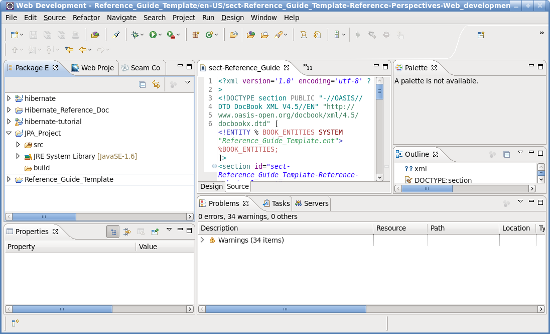 Web Development - Reference_Guide_Template/en-US/sect-Reference_Guide_Template-Reference-Perspectives-Web_developmen
File Edit Source Refactor Navigate Search Project Run Design Window Help
Package E Web Proje Seam Co
hibernate
Hibernate_Reference_Doc
hibernate-tutorial
JPA_Project
src
JRE System Library [JavaSE-1.6]
build
Reference_Guide_Template
sect-Reference_Guide »11
<?xml version='1.0' encoding='utf-8' ?
>
<!DOCTYPE section PUBLIC "-//OASIS//
DTD DocBook XML V4.5//EN" "http://
www.oasis-open.org/docbook/xml/4.5/
docbookx.dtd" [
<!ENTITY % BOOK_ENTITIES SYSTEM
"Reference_Guide_Template.ent">
%BOOK_ENTITIES;
]>
<section id="sect-
Reference_Guide_Template-Reference-
Design Source
Palette
A palette is not available.
Outline
xml
DOCTYPE:section
Properties
Property Value
Problems Tasks Servers
0 errors, 34 warnings, 0 others
Description Resource Path Location Ty
Warnings (34 items)